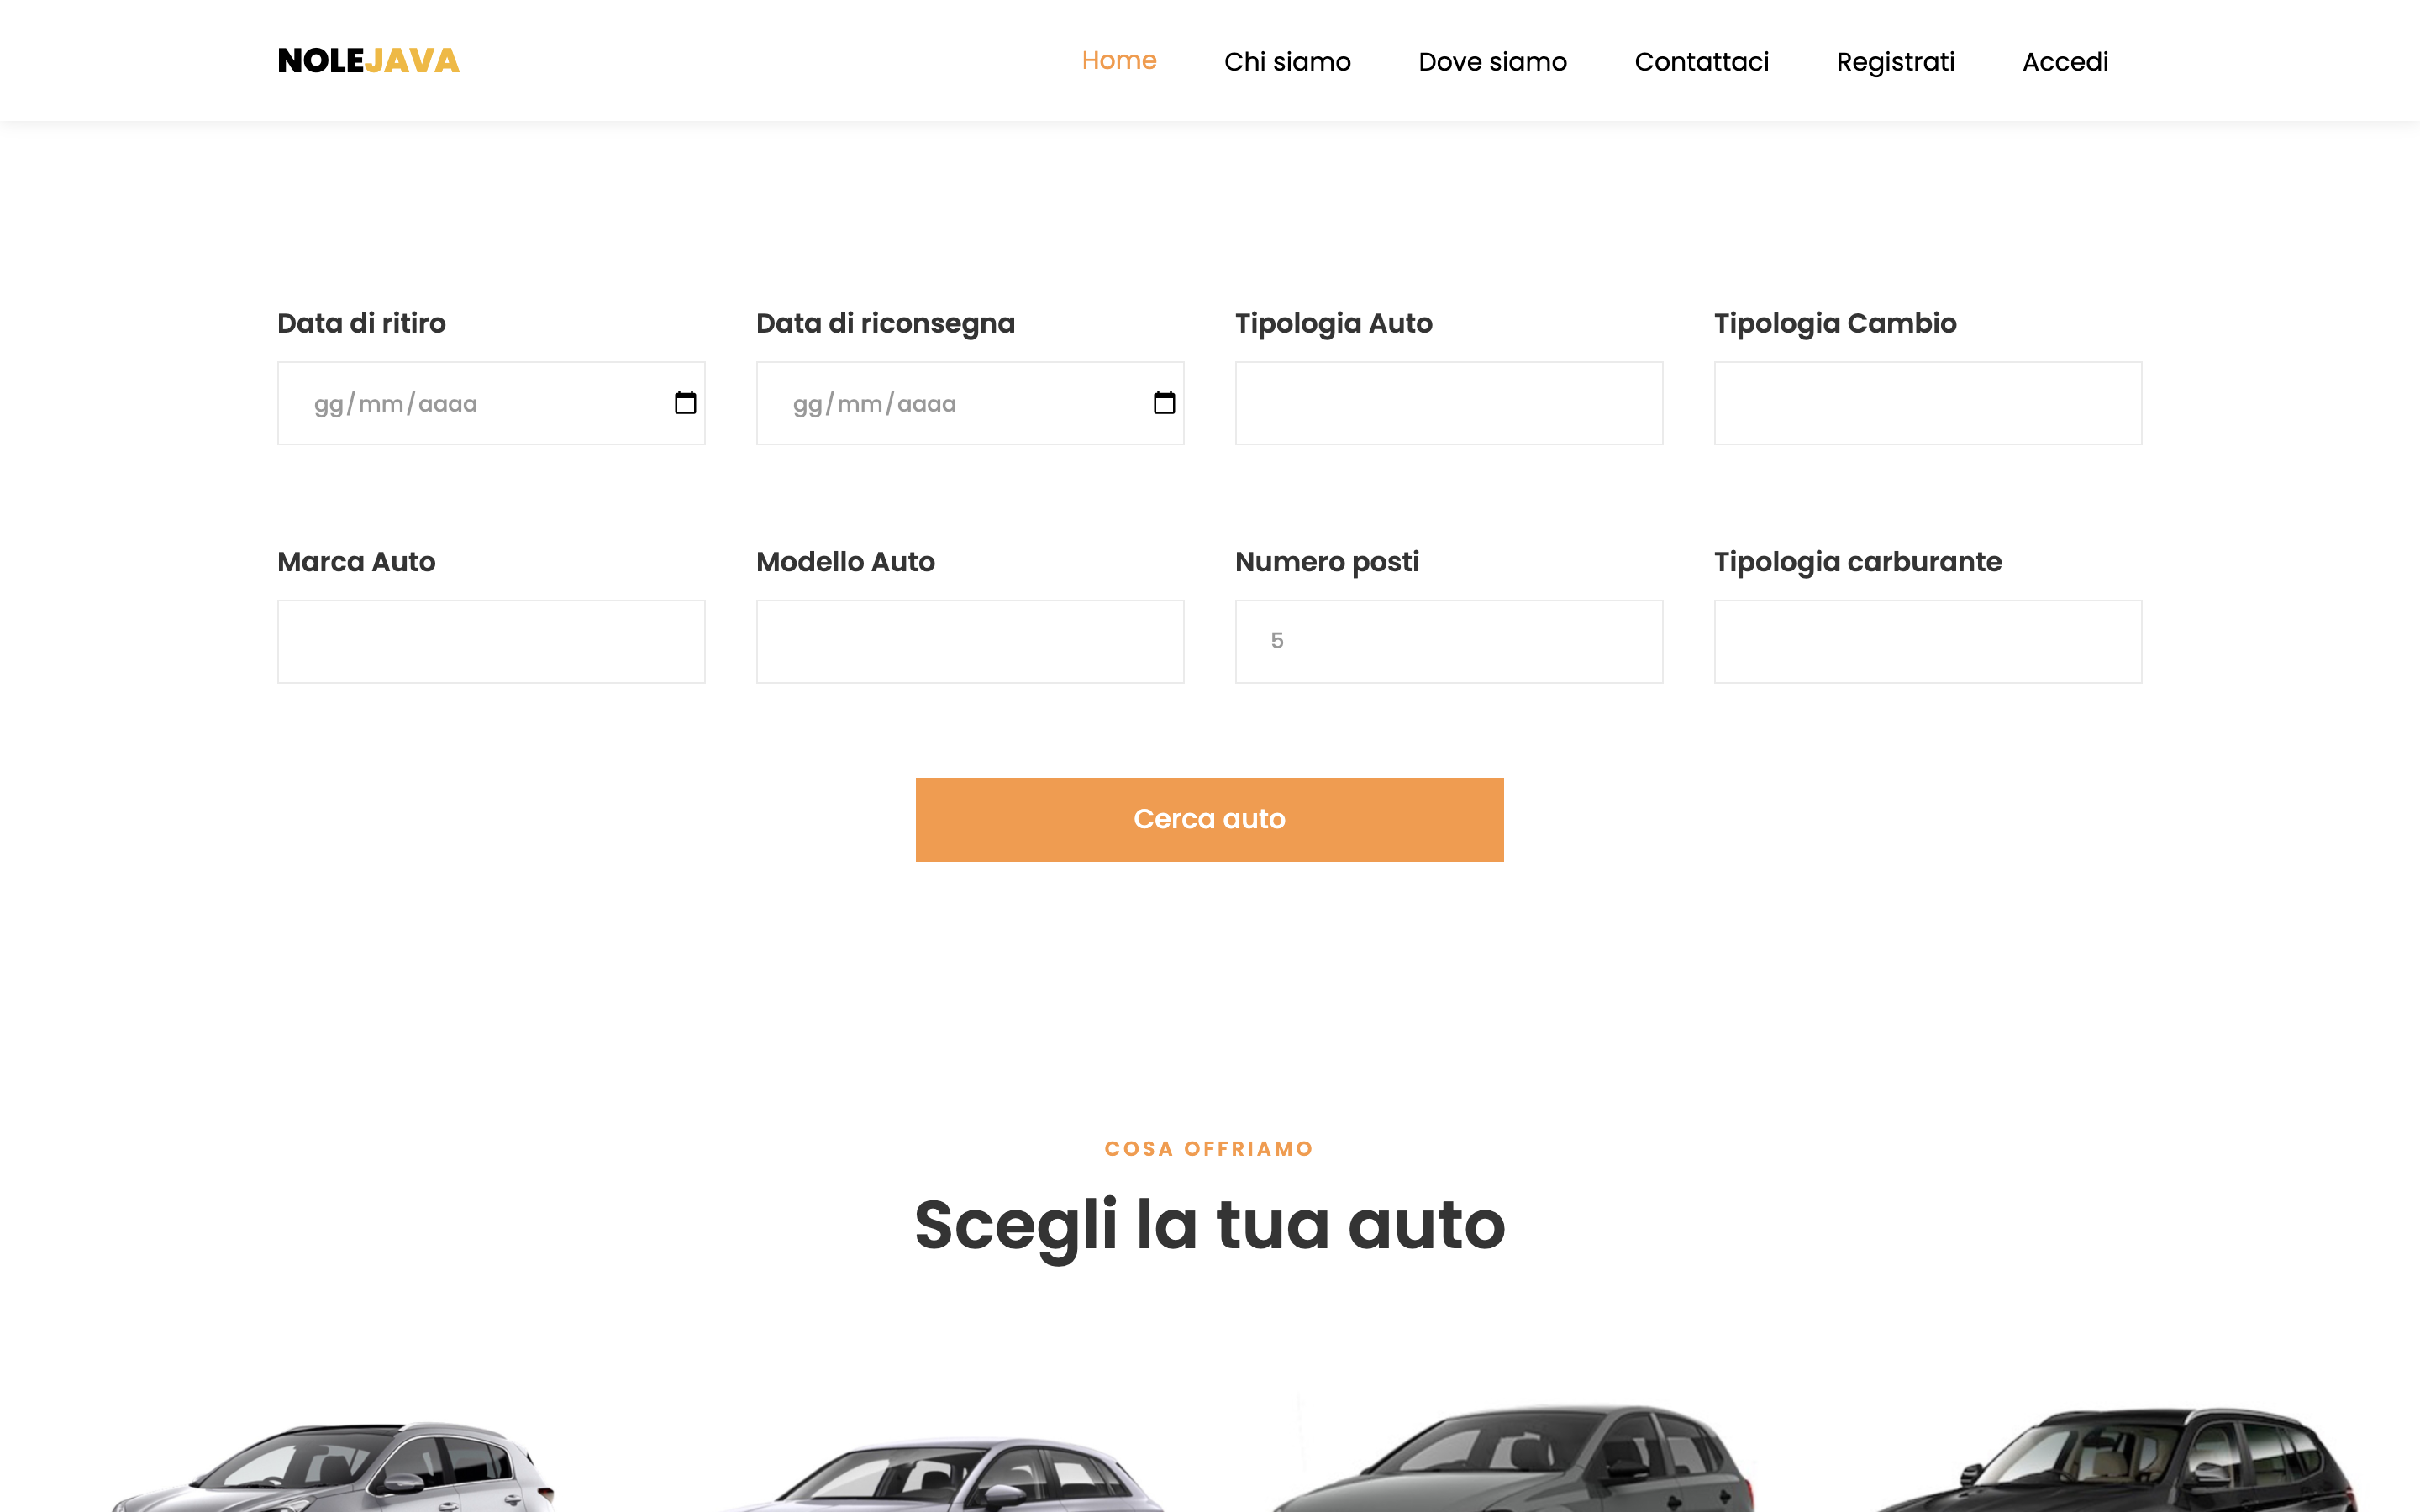 NOLEJAVA Home Chi siamo Dove siamo Contattaci Registrati Accedi
Data di ritiro Data di riconsegna Tipologia Auto Tipologia Cambio
gg/mm/aaaa gg/mm/aaaa
Marca Auto Modello Auto Numero posti Tipologia carburante
5
Cerca auto
COSA OFFRIAMO
Scegli la tua auto